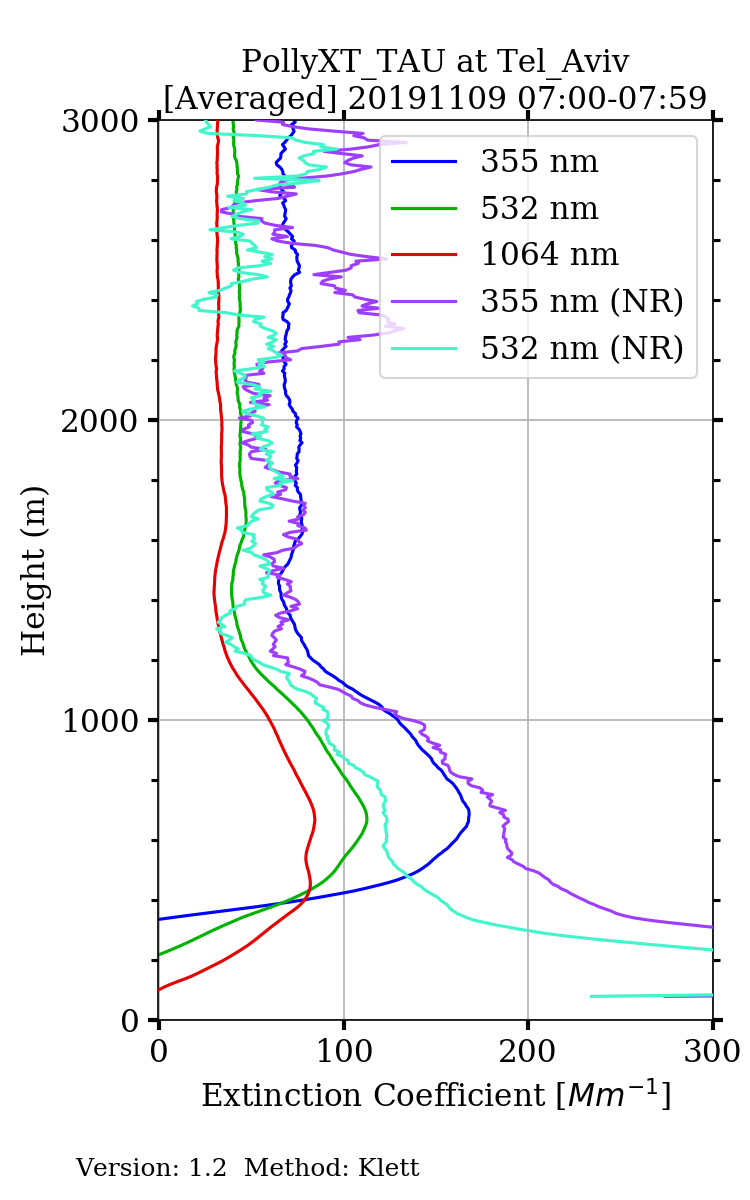 PollyXT_TAU at Tel_Aviv
[Averaged] 20191109 07:00-07:59
3000
2000
1000
0
Height (m)
355 nm
532 nm
1064 nm
355 nm (NR)
532 nm (NR)
0 100 200 300
Extinction Coefficient [Mm⁻¹]
Version: 1.2 Method: Klett